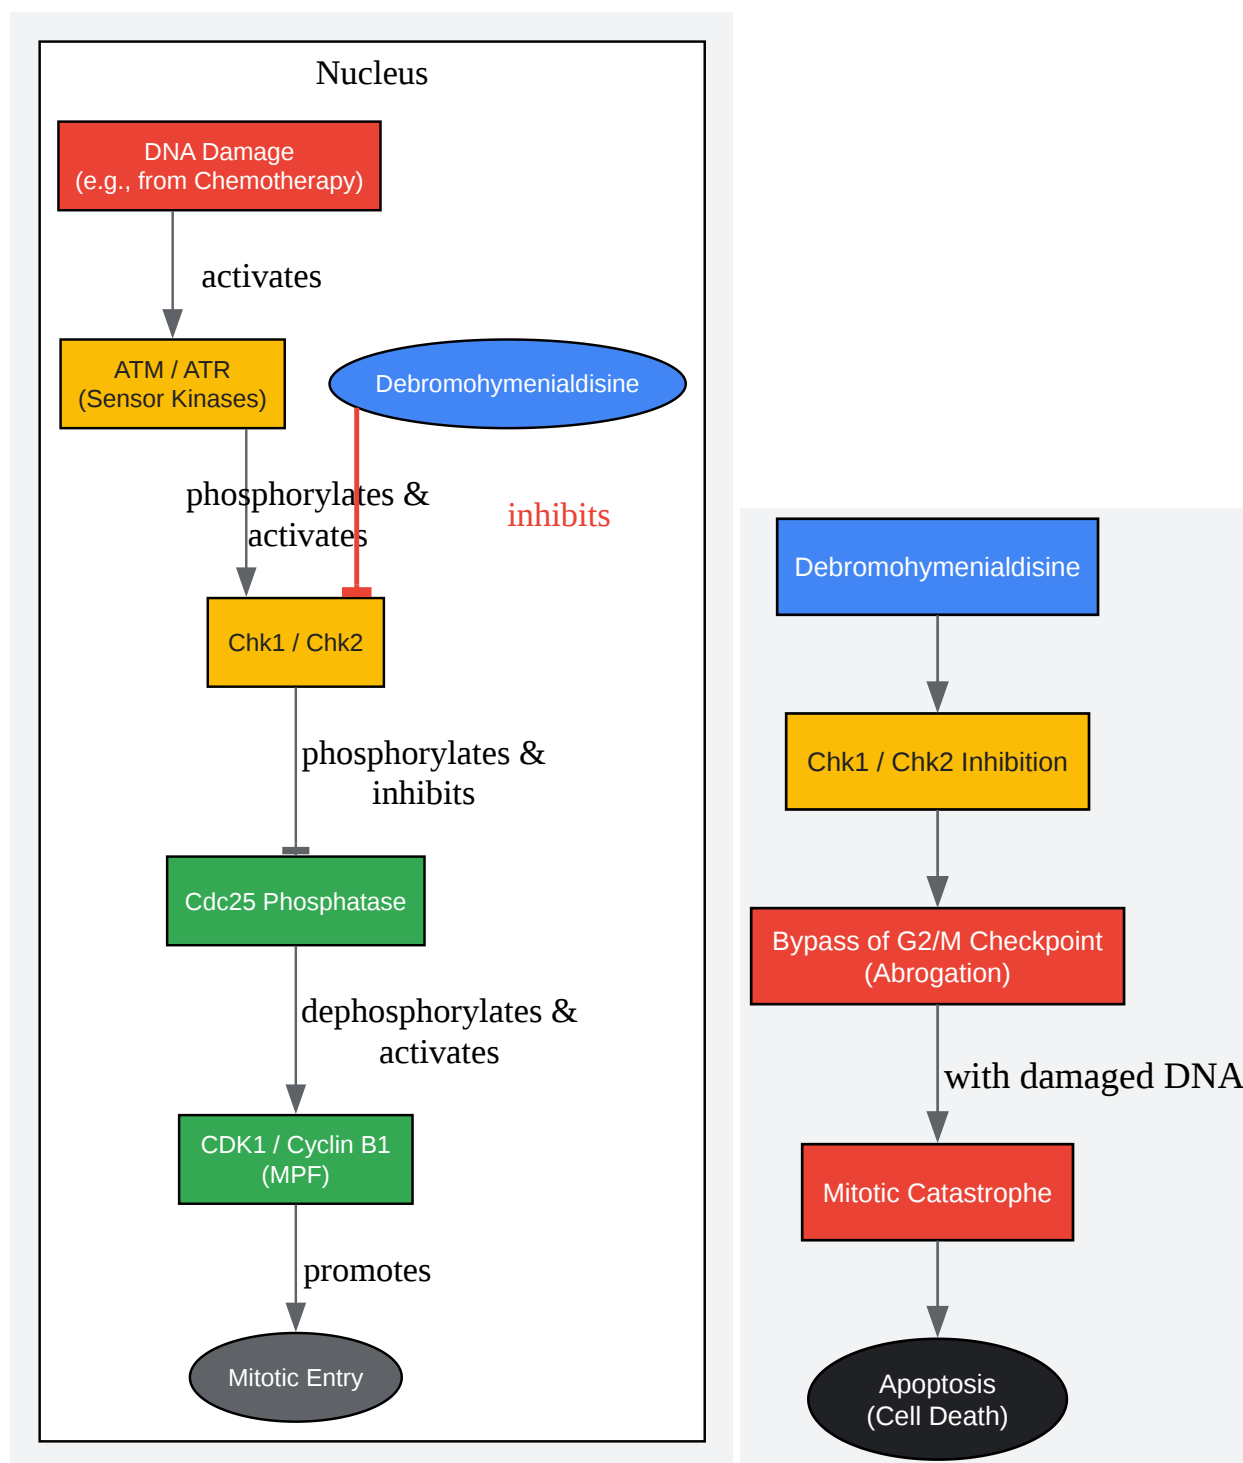 Nucleus
DNA Damage
(e.g., from Chemotherapy)
activates
ATM / ATR
(Sensor Kinases)
Debromohymenialdisine
phosphorylates &
activates
inhibits
Chk1 / Chk2
phosphorylates &
inhibits
Cdc25 Phosphatase
dephosphorylates &
activates
CDK1 / Cyclin B1
(MPF)
promotes
Mitotic Entry
Debromohymenialdisine
Chk1 / Chk2 Inhibition
Bypass of G2/M Checkpoint
(Abrogation)
with damaged DNA
Mitotic Catastrophe
Apoptosis
(Cell Death)